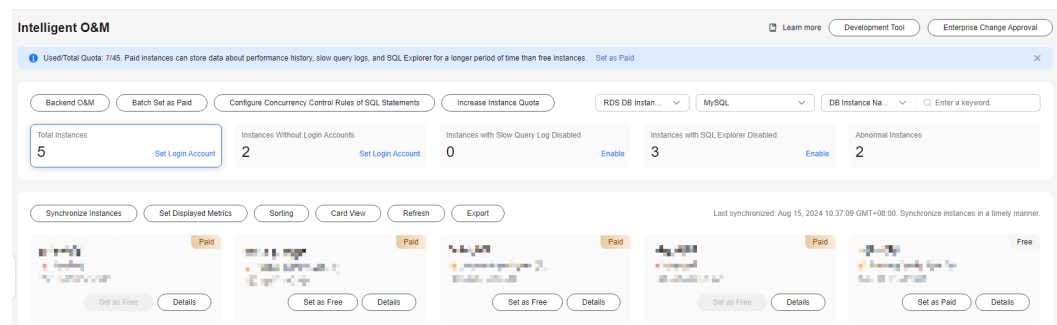 Intelligent O&M
Learn more
Development Tool
Enterprise Change Approval
Used/Total Quota: 7/45. Paid instances can store data about performance history, slow query logs, and SQL Explorer for a longer period of time than free instances. Set as Paid
Backend O&M
Batch Set as Paid
Configure Concurrency Control Rules of SQL Statements
Increase Instance Quota
RDS DB Instan...
MySQL
DB Instance Na...
Enter a keyword.
Total Instances
5
Set Login Account
Instances Without Login Accounts
2
Set Login Account
Instances with Slow Query Log Disabled
0
Enable
Instances with SQL Explorer Disabled
3
Enable
Abnormal Instances
2
Synchronize Instances
Set Displayed Metrics
Sorting
Card View
Refresh
Export
Last synchronized: Aug 15, 2024 10:37:09 GMT+08:00. Synchronize instances in a timely manner.
Paid
Set as Free
Details
Paid
Set as Free
Details
Paid
Set as Free
Details
Paid
Set as Free
Details
Free
Set as Paid
Details